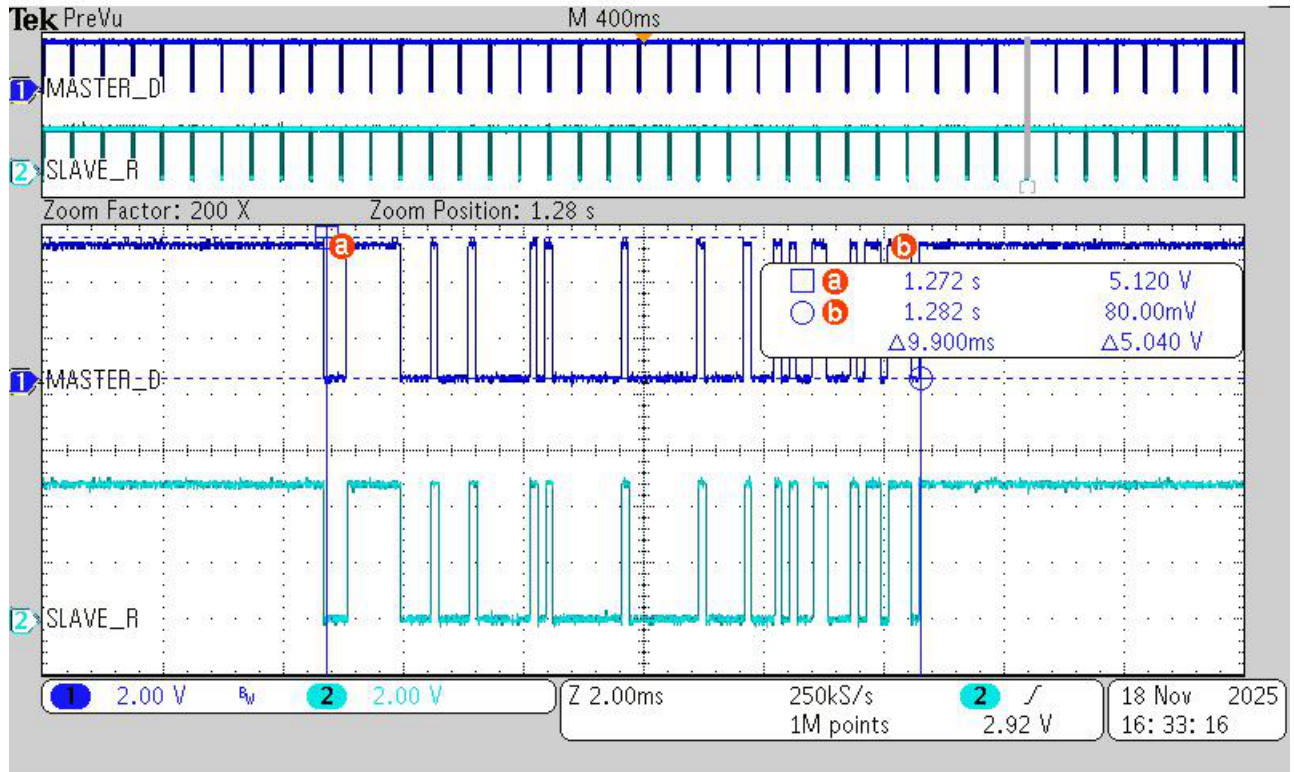 Tek PreVu M 400ms
1 MASTER_D
2 SLAVE_R
Zoom Factor: 200 X Zoom Position: 1.28 s
a b
a 1.272 s 5.120 V
b 1.282 s 80.00mV
Δ9.900ms Δ5.040 V
1 MASTER_D
2 SLAVE_R
1 2.00 V BW 2 2.00 V Z 2.00ms 250kS/s 2 18 Nov 2025
1M points 2.92 V 16:33:16